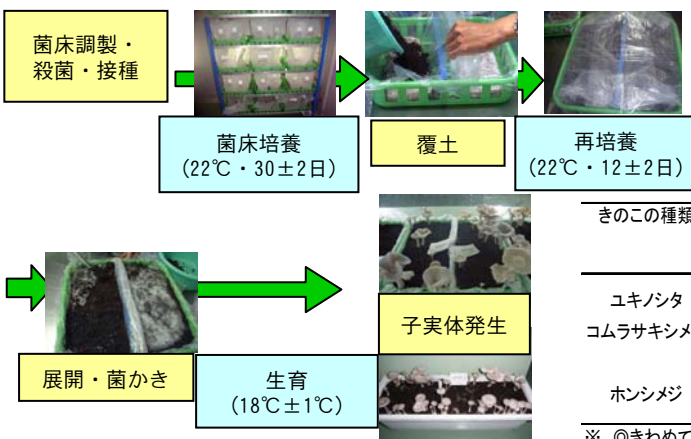 菌床調製・
殺菌・接種
菌床培養
(22℃・30±2日)
覆土
再培養
(22℃・12±2日)
きのこの種類
展開・菌かき
生育
(18℃±1℃)
子実体発生
ユキノシタ
コムラサキシメ
ホンシメジ
※ ◎きわめて